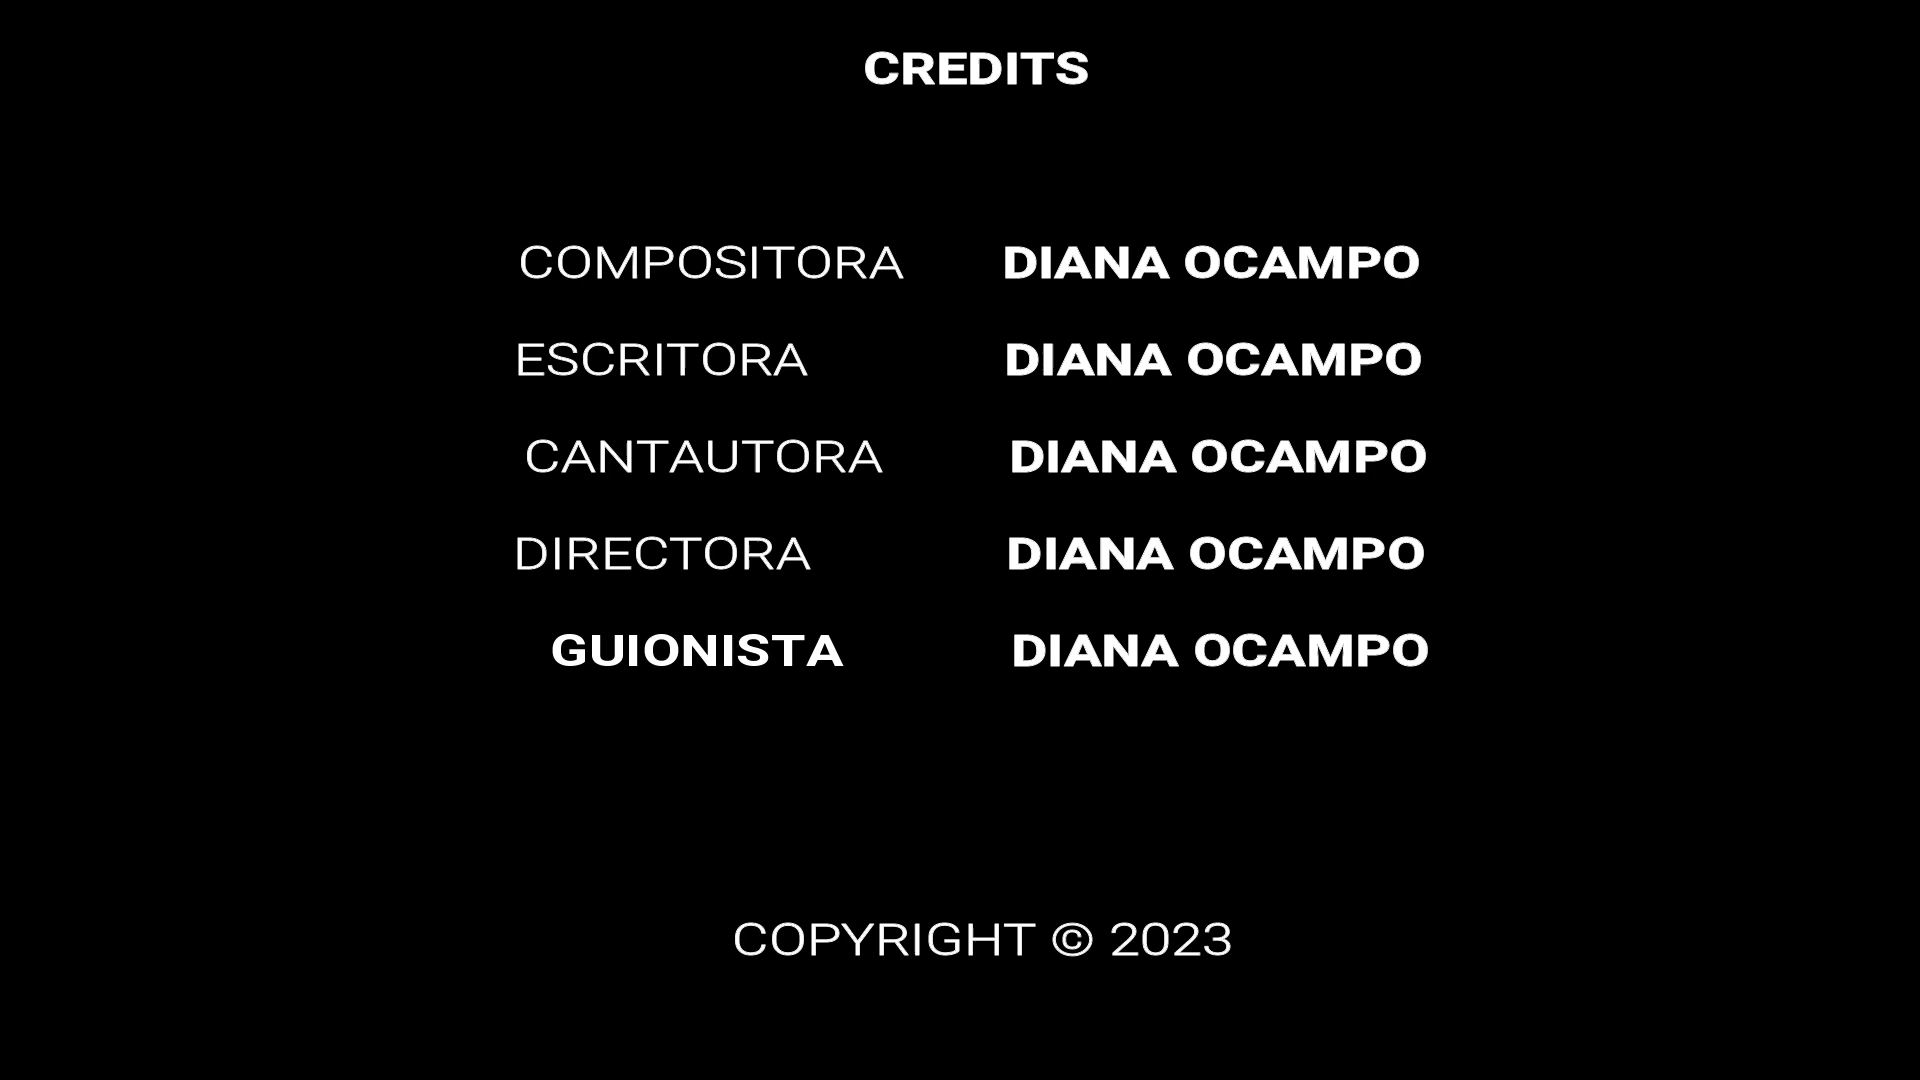 CREDITS
COMPOSITORA DIANA OCAMPO
ESCRITORA DIANA OCAMPO
CANTAUTORA DIANA OCAMPO
DIRECTORA DIANA OCAMPO
GUIONISTA DIANA OCAMPO
COPYRIGHT © 2023